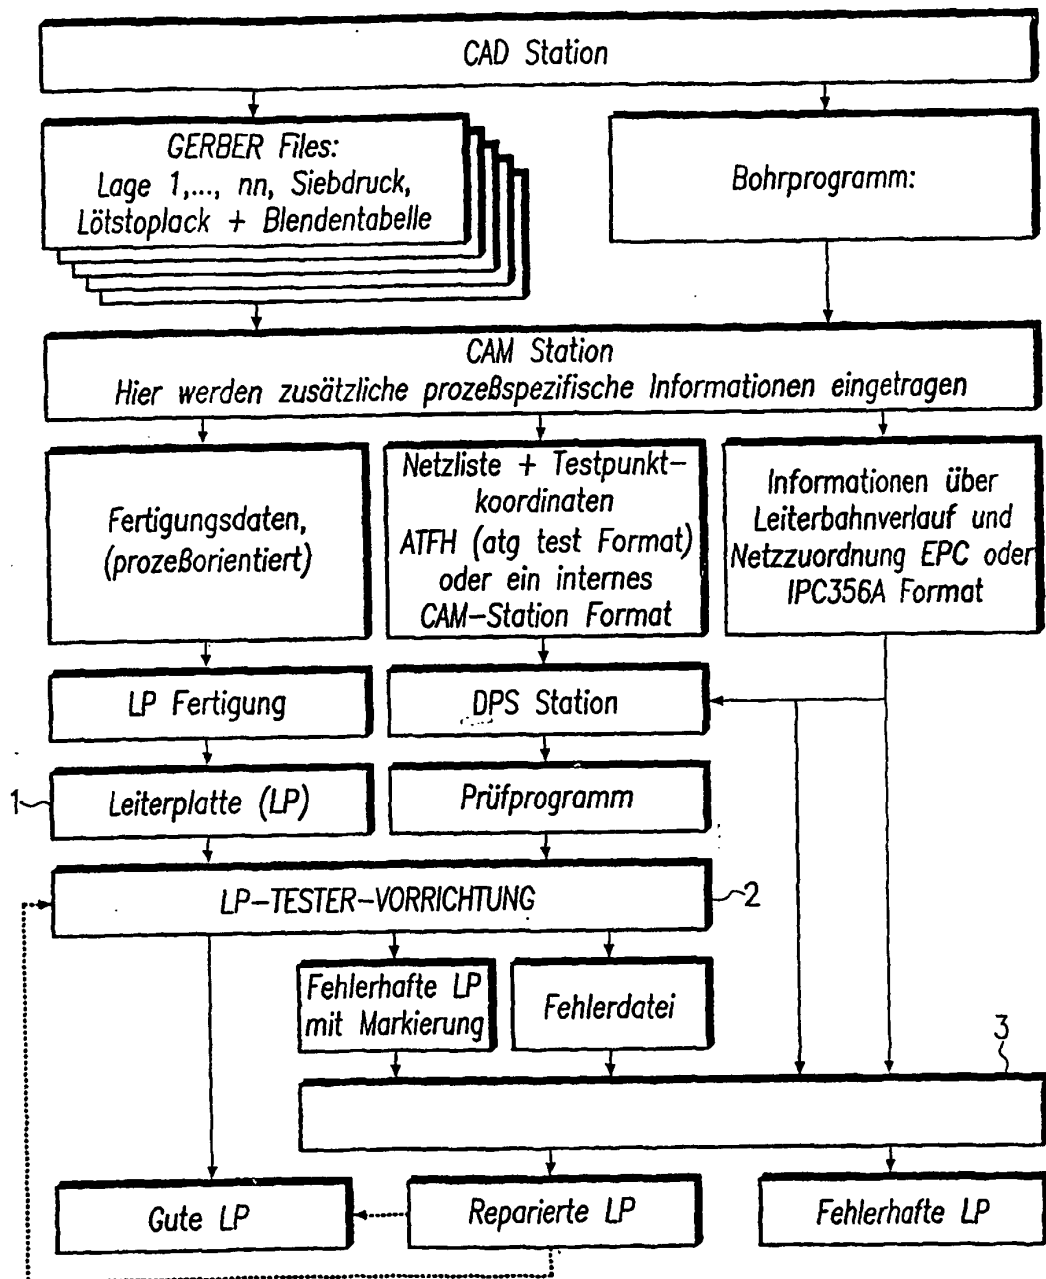 CAD Station
GERBER Files:
Lage 1,..., nn, Siebdruck,
Lötstoplack + Blendentabelle
Bohrprogramm:
CAM Station
Hier werden zusätzliche prozeßspezifische Informationen eingetragen
Fertigungsdaten,
(prozeßorientiert)
Netzliste + Testpunkt-
koordinaten
ATFH (atg test Format)
oder ein internes
CAM-Station Format
Informationen über
Leiterbahnverlauf und
Netzzuordnung EPC oder
IPC356A Format
LP Fertigung
DPS Station
1
Leiterplatte (LP)
Prüfprogramm
LP-TESTER-VORRICHTUNG
2
Fehlerhafte LP
mit Markierung
Fehlerdatei
3
Gute LP
Reparierte LP
Fehlerhafte LP